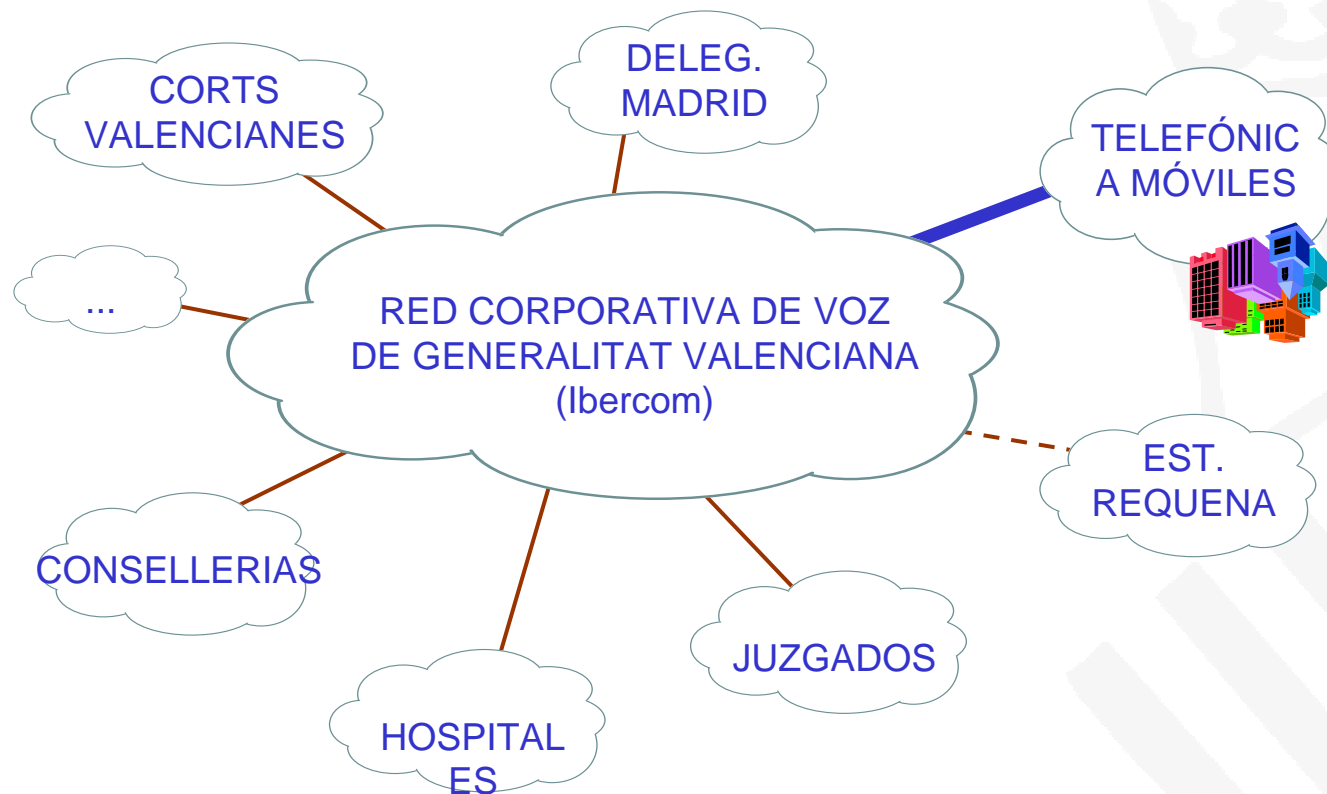 DELEG.
MADRID
CORTS
VALENCIANES
TELEFÓNIC
A MÓVILES
...
RED CORPORATIVA DE VOZ
DE GENERALITAT VALENCIANA
(Ibercom)
EST.
REQUENA
CONSELLERIAS
JUZGADOS
HOSPITAL
ES